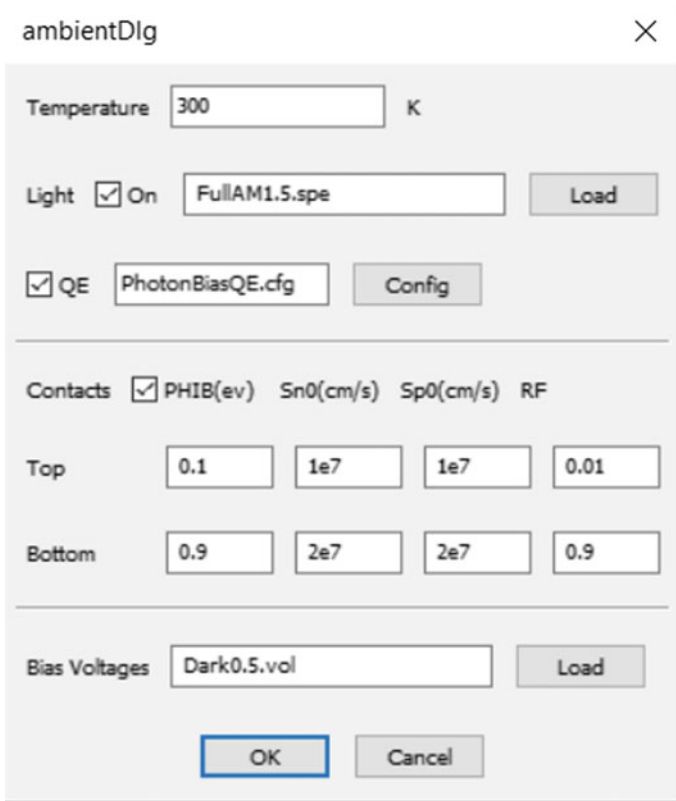 ambientDlg
Temperature 300 K
Light On FullAM1.5.spe Load
QE PhotonBiasQE.cfg Config
Contacts PHIB(ev) Sn0(cm/s) Sp0(cm/s) RF
Top 0.1 1e7 1e7 0.01
Bottom 0.9 2e7 2e7 0.9
Bias Voltages Dark0.5.vol Load
OK Cancel